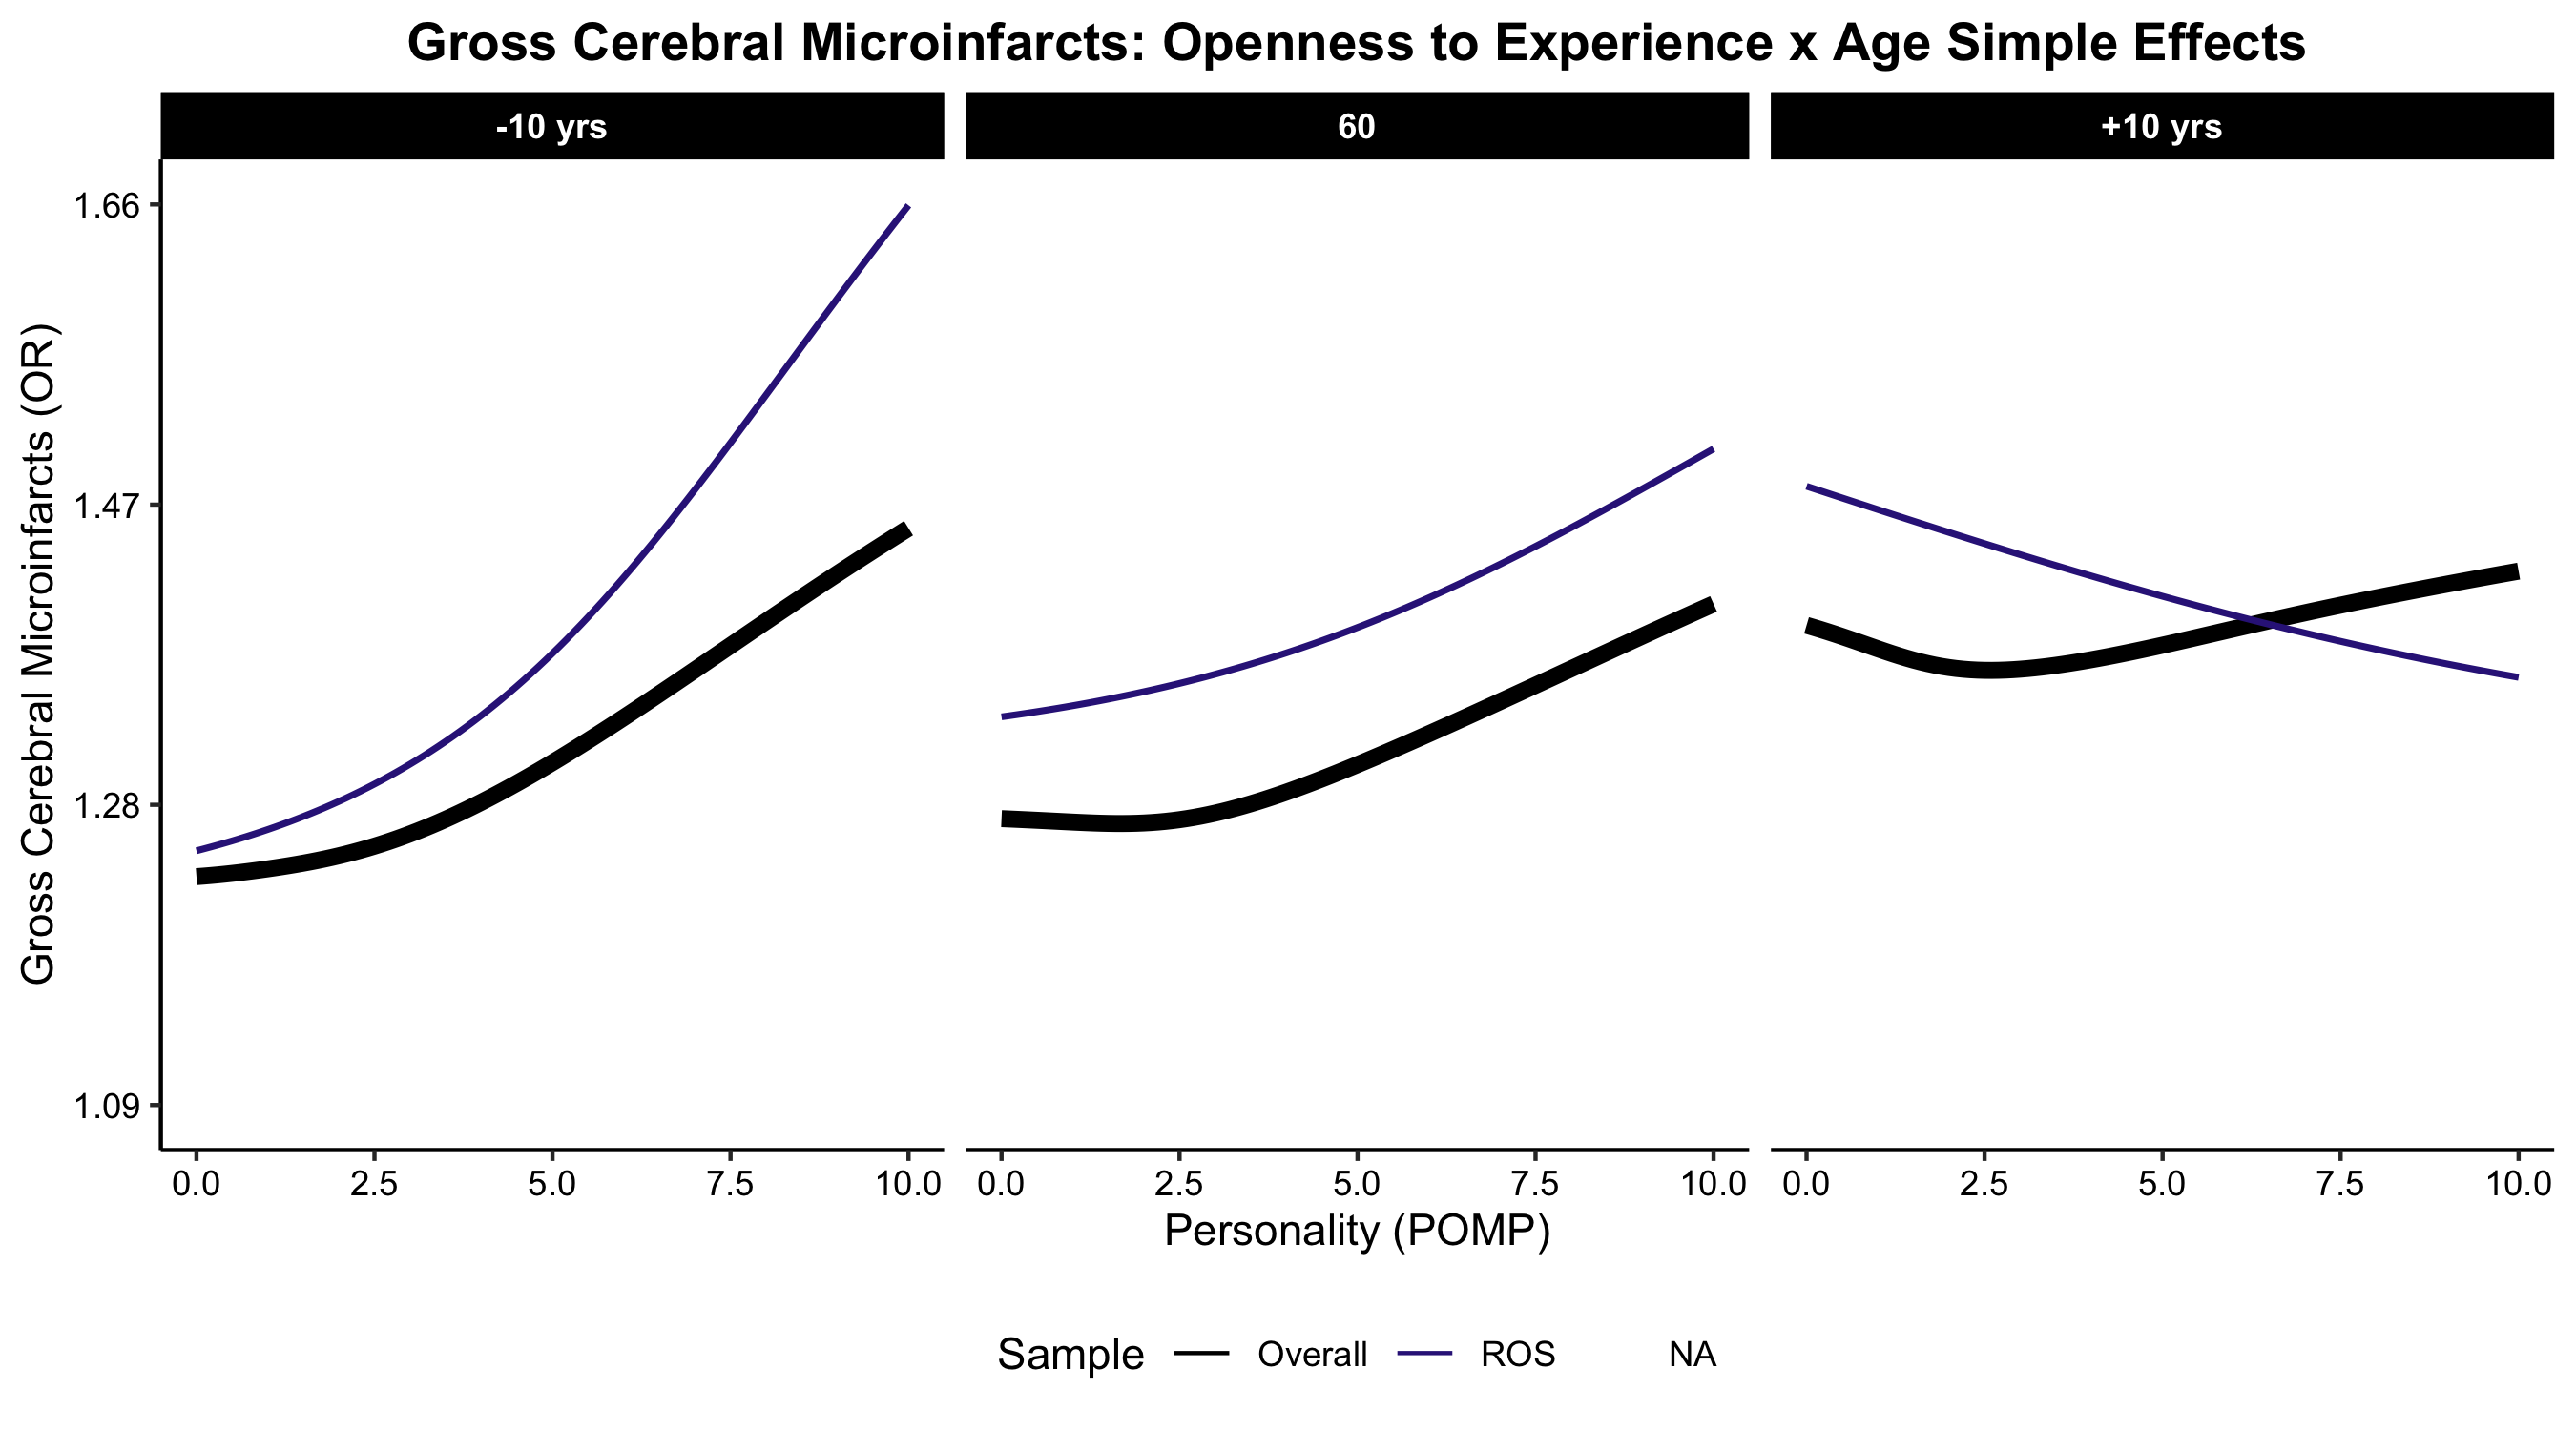 Gross Cerebral Microinfarcts: Openness to Experience x Age Simple Effects
-10 yrs
60
+10 yrs
Gross Cerebral Microinfarcts (OR)
1.66
1.47
1.28
1.09
0.0 2.5 5.0 7.5 10.0
0.0 2.5 5.0 7.5 10.0
0.0 2.5 5.0 7.5 10.0
Personality (POMP)
Sample Overall ROS NA